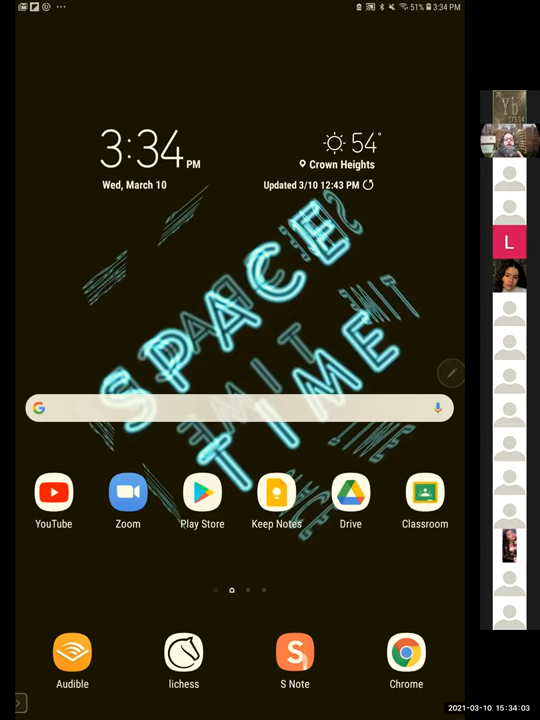 51% 3:34 PM
3:34 PM
Wed, March 10
54°
Crown Heights
Updated 3/10 12:43 PM
SPACE
TIME
YouTube
Zoom
Play Store
Keep Notes
Drive
Classroom
Audible
lichess
S Note
Chrome
Yb
L
2021-03-10 15:34:03